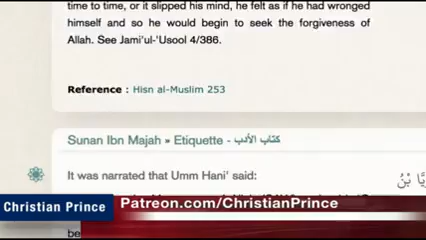 time to time, or it slipped his mind, he felt as if he had wronged
himself and so he would begin to seek the forgiveness of
Allah. See Jami'ul-'Usool 4/386.
Reference : Hisn al-Muslim 253
Sunan Ibn Majah » Etiquette - كتاب الأدب
It was narrated that Umm Hani' said:
يَّا بْنُ
Christian Prince
Patreon.com/ChristianPrince
be